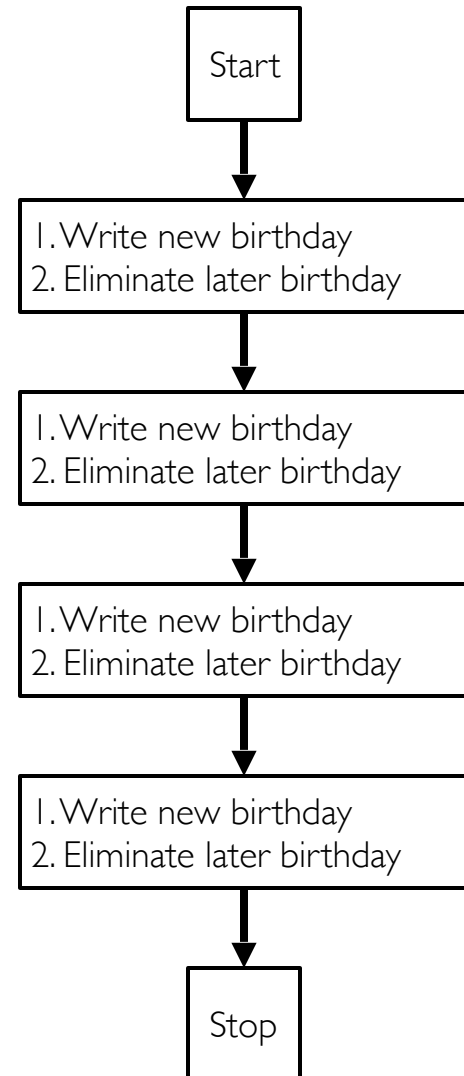 Start
1. Write new birthday
2. Eliminate later birthday
1. Write new birthday
2. Eliminate later birthday
1. Write new birthday
2. Eliminate later birthday
1. Write new birthday
2. Eliminate later birthday
Stop